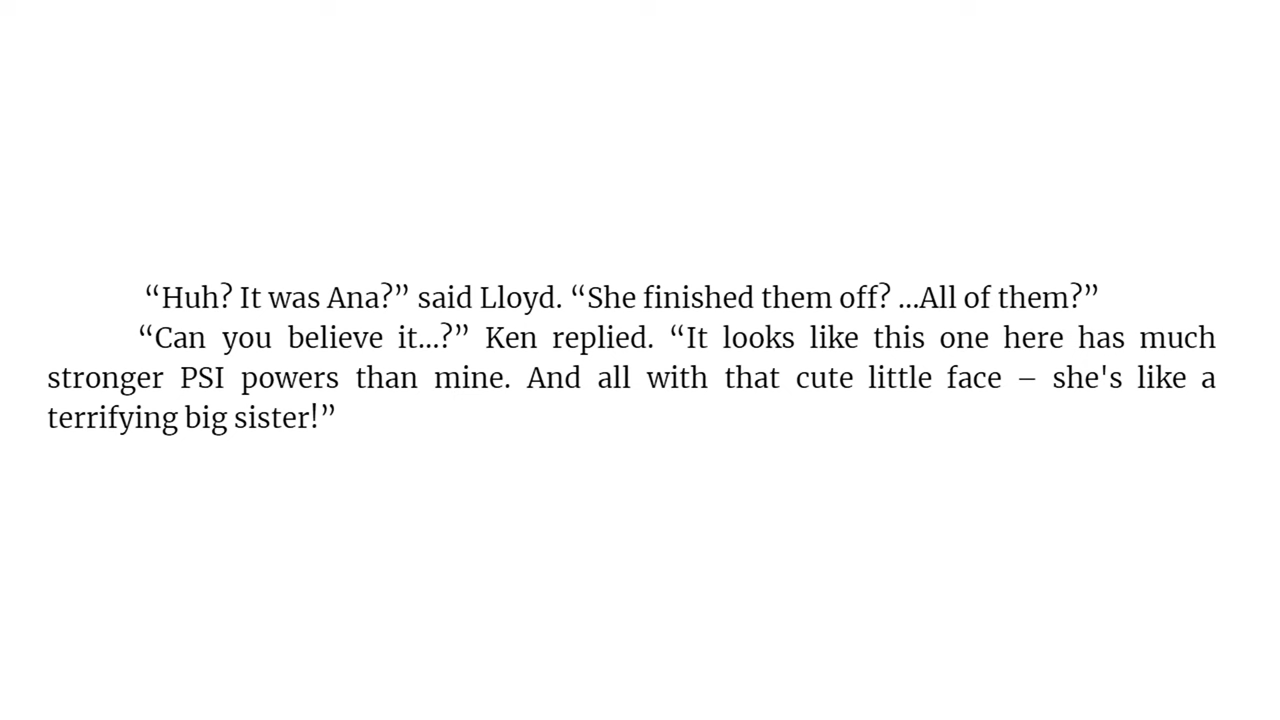 “Huh? It was Ana?” said Lloyd. “She finished them off? ...All of them?”
“Can you believe it...?” Ken replied. “It looks like this one here has much
stronger PSI powers than mine. And all with that cute little face – she's like a
terrifying big sister!”